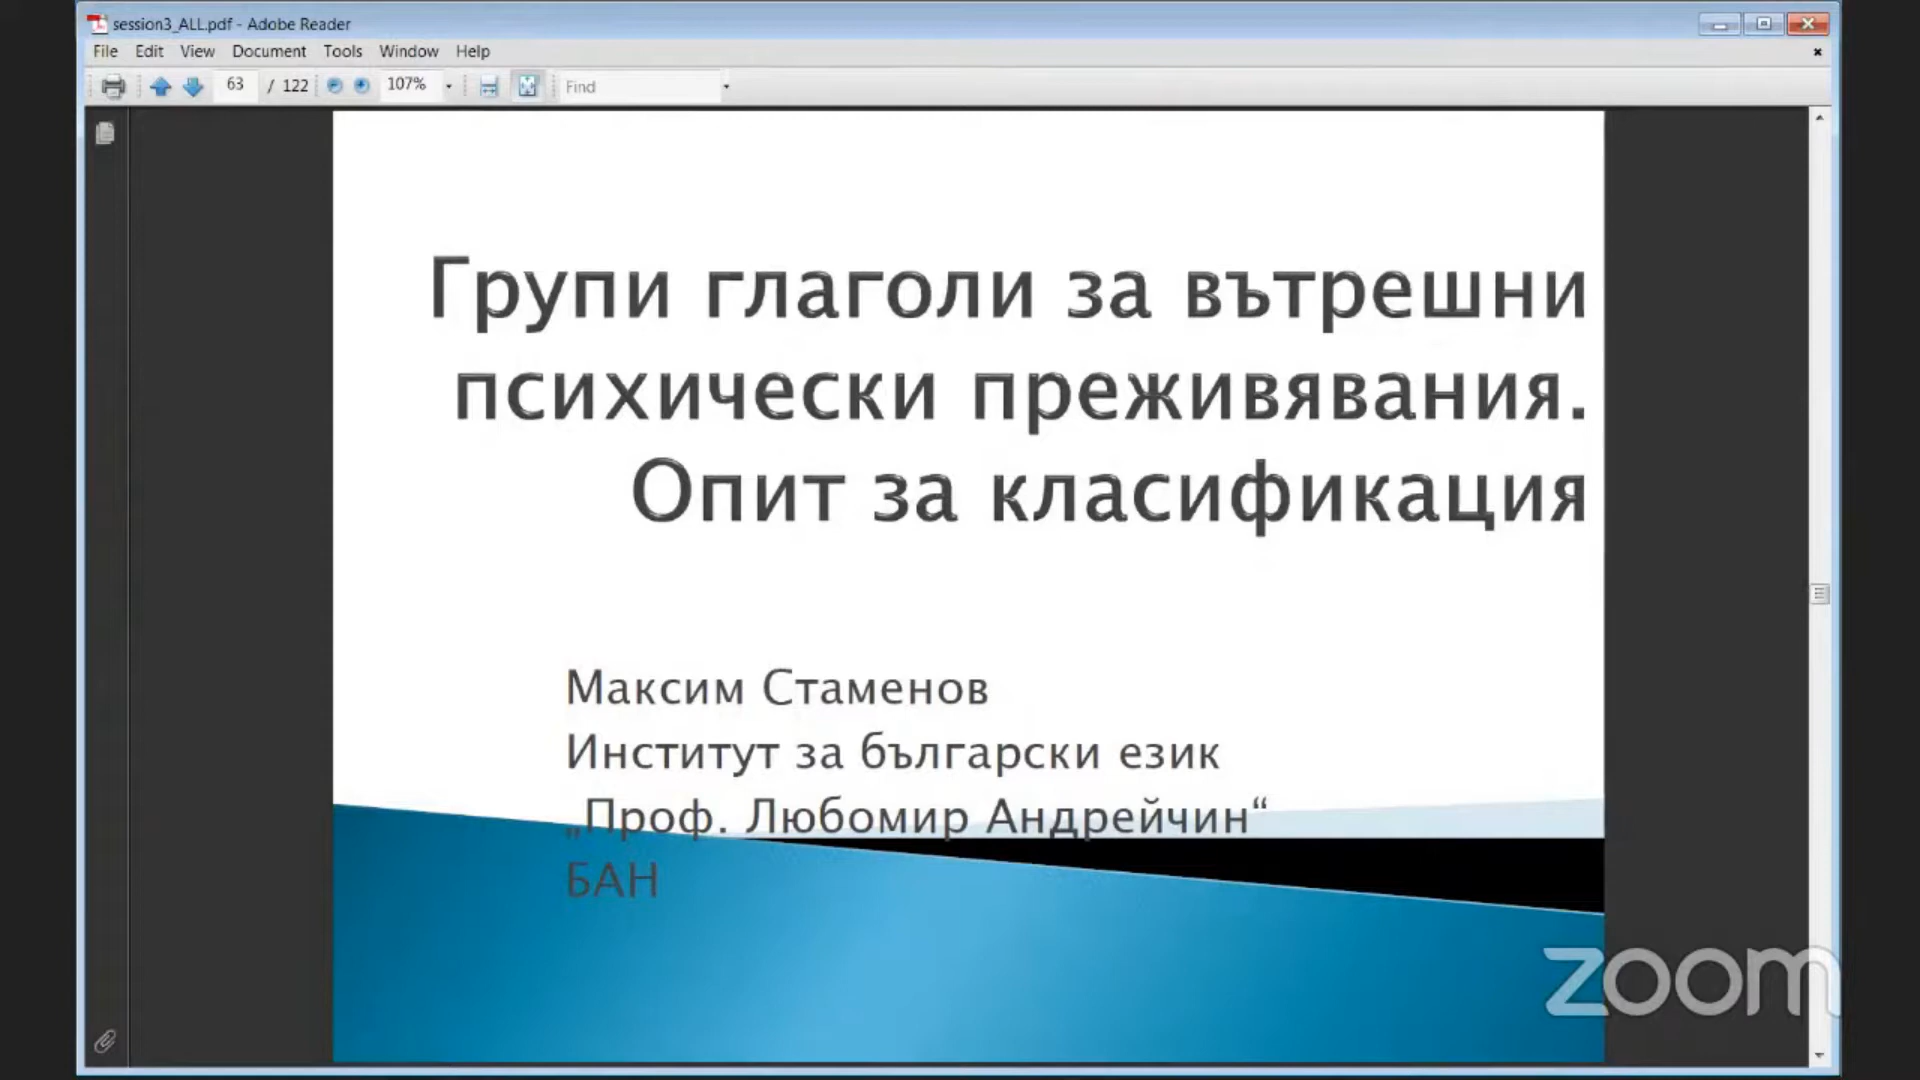 session3_ALL.pdf - Adobe Reader
File Edit View Document Tools Window Help
63 / 122 107% Find
Групи глаголи за вътрешни
психически преживявания.
Опит за класификация
Максим Стаменов
Институт за български език
„Проф. Любомир Андрейчин“
БАН
zoom